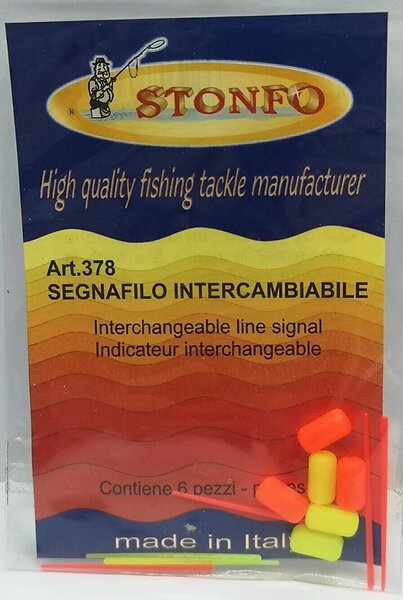 STONFO
®
High quality fishing tackle manufacturer
Art.378
SEGNAFILO INTERCAMBIABILE
Interchangeable line signal
Indicateur interchangeable
Contiene 6 pezzi -
made in Italy